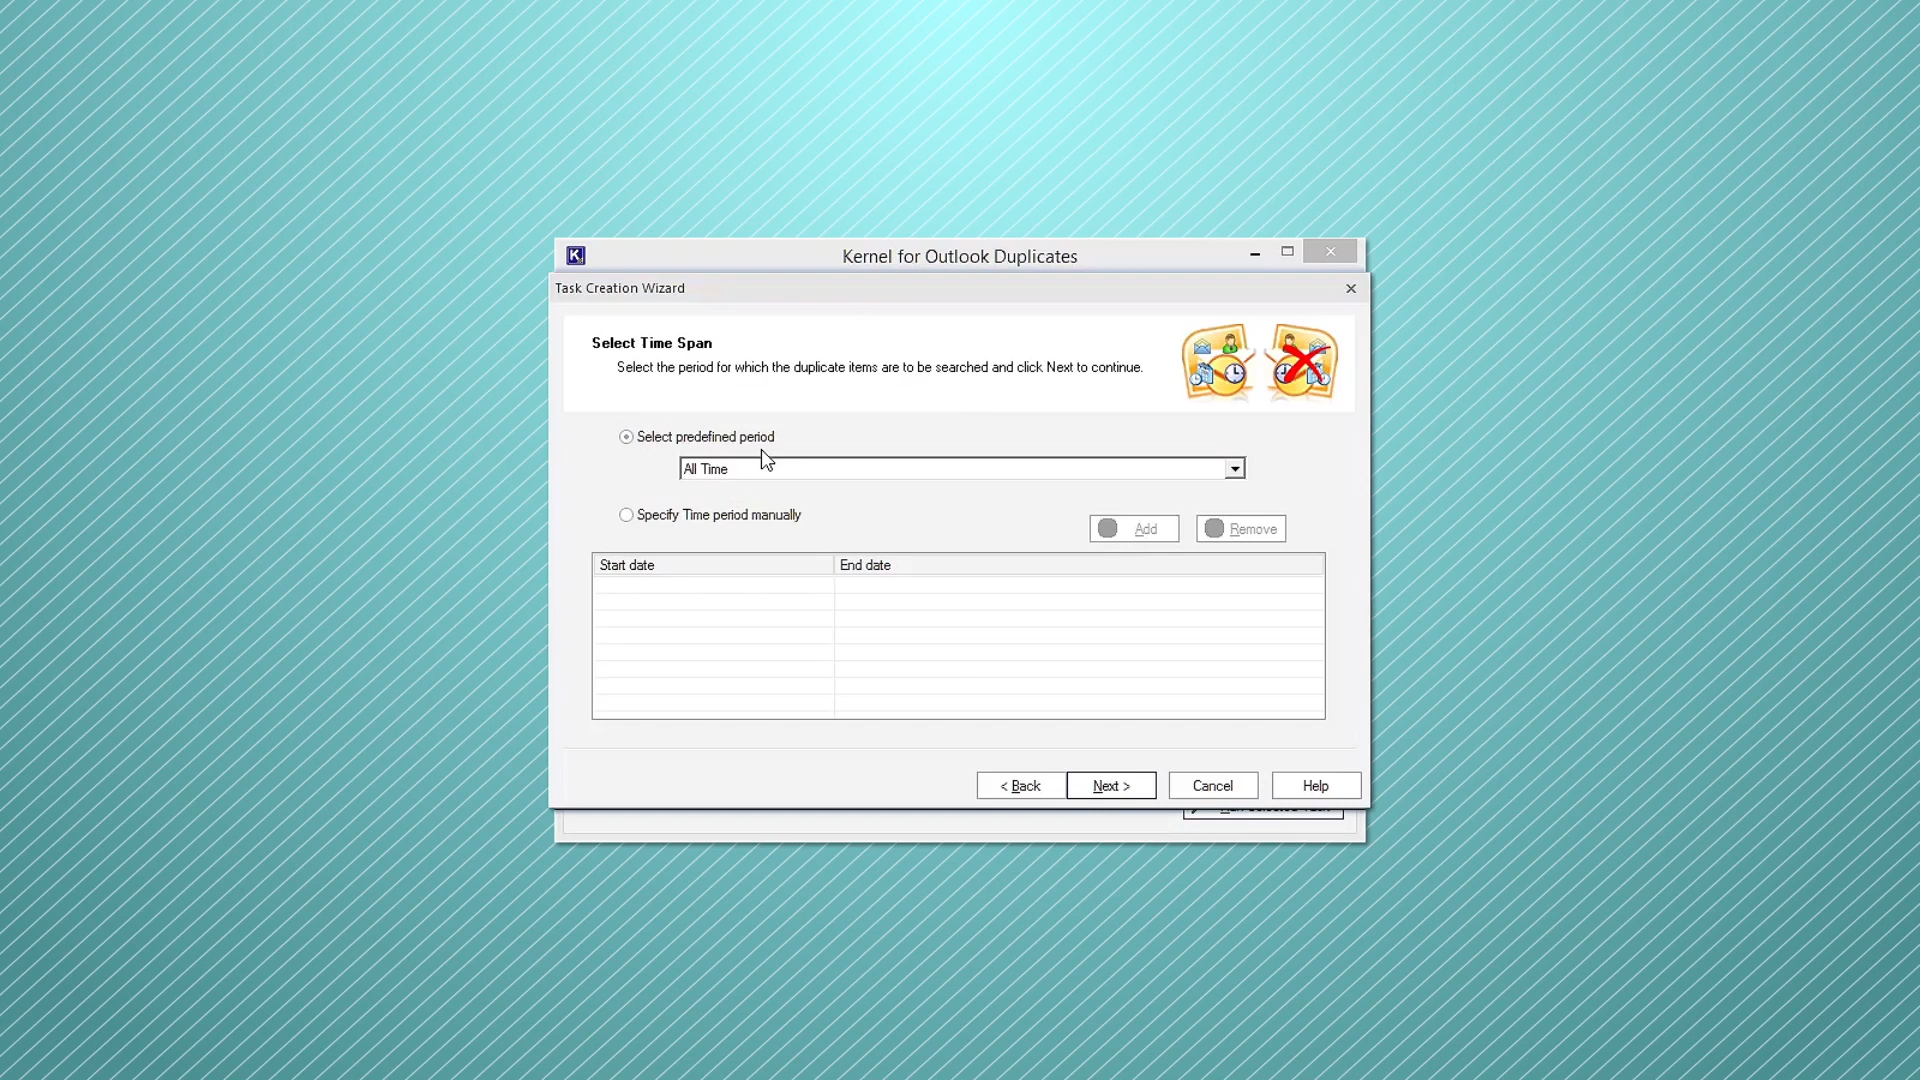 Kernel for Outlook Duplicates
Task Creation Wizard
Select Time Span
Select the period for which the duplicate items are to be searched and click Next to continue.
Select predefined period
All Time
Specify Time period manually
Add
Remove
Start date
End date
< Back
Next >
Cancel
Help